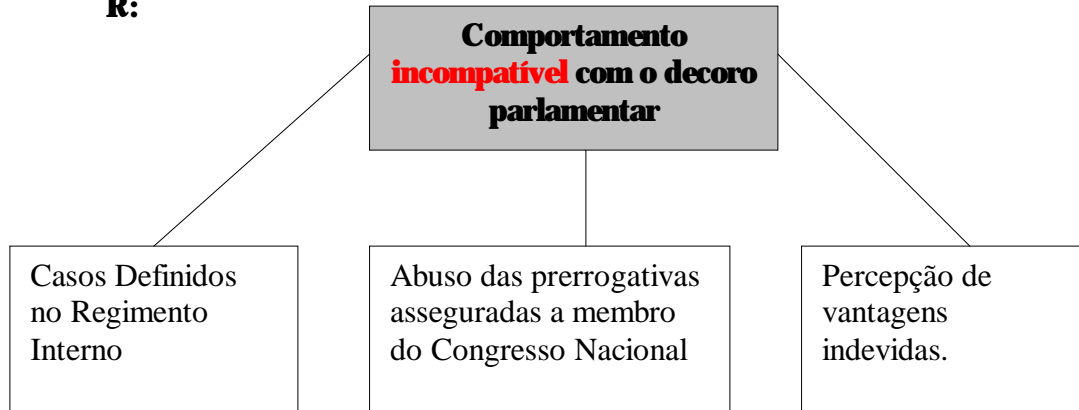 R:
Comportamento
incompatível com o decoro
parlamentar
Casos Definidos
no Regimento
Interno
Abuso das prerrogativas
asseguradas a membro
do Congresso Nacional
Percepção de
vantagens
indevidas.